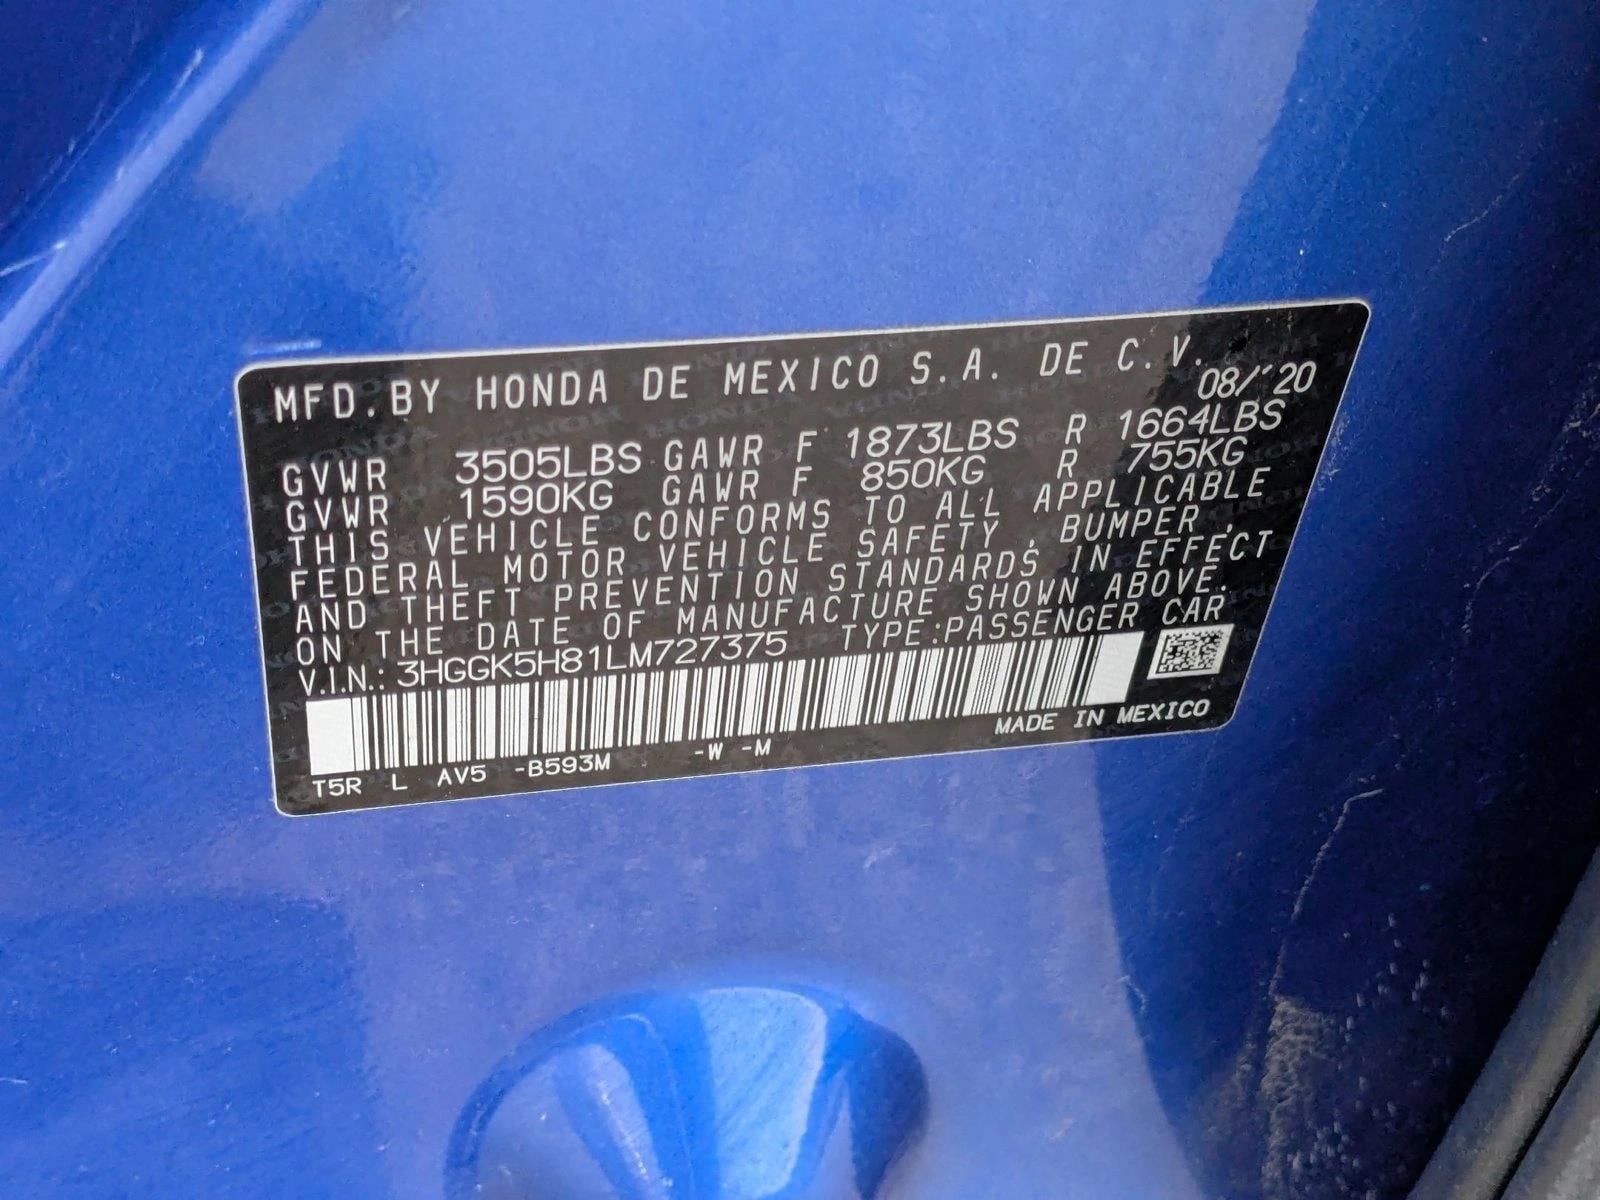 MFD. BY HONDA DE MEXICO S.A. DE C.V. 08/'20
GVWR 3505LBS GAWR F 1873LBS R 1664LBS
GVWR 1590KG GAWR F 850KG R 755KG
THIS VEHICLE CONFORMS TO ALL APPLICABLE
FEDERAL MOTOR VEHICLE SAFETY, BUMPER,
AND THEFT PREVENTION STANDARDS IN EFFECT
ON THE DATE OF MANUFACTURE SHOWN ABOVE.
V.I.N.: 3HGGK5H81LM727375 TYPE:PASSENGER CAR
MADE IN MEXICO
T5R L AV5 -B593M -W -M